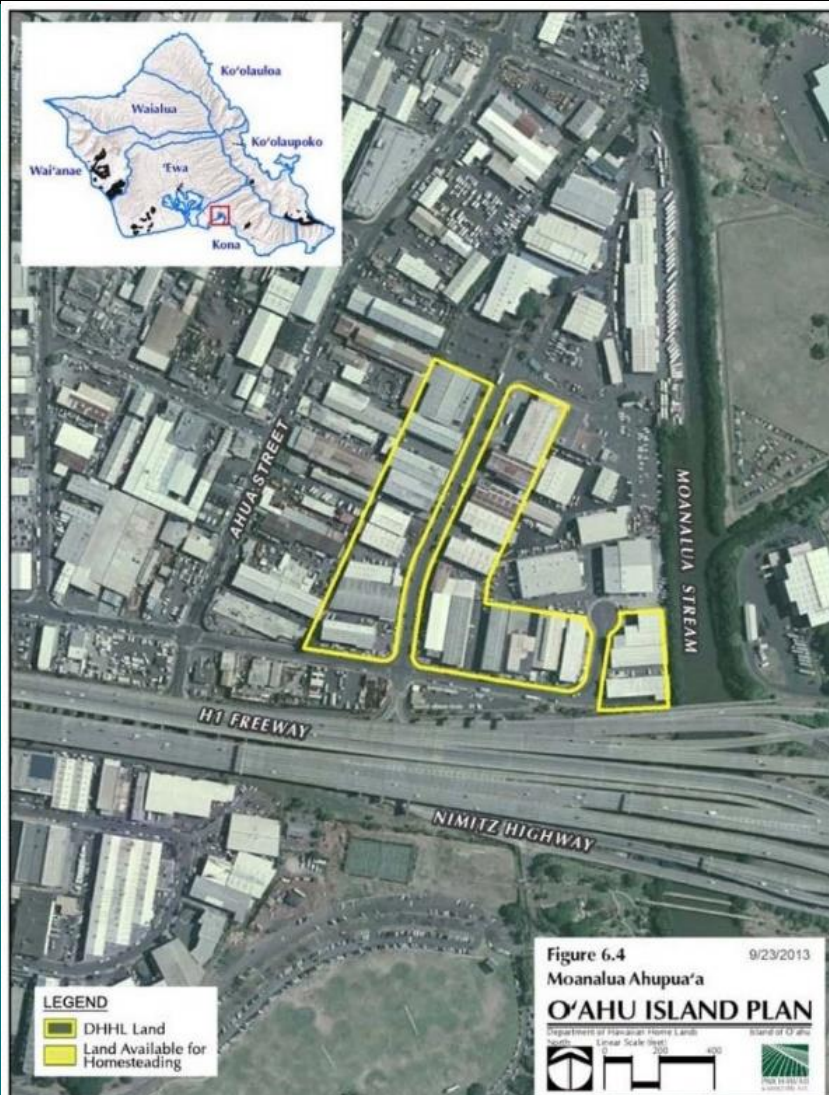 Ko'olauloa
Waialua
Ko'olaupoko
'Ewa
Wai'anae
Kona
AHUA STREET
MOANALUA STREAM
H1 FREEWAY
NIMITZ HIGHWAY
LEGEND
DHHL Land
Land Available for
Homesteading
Figure 6.4 9/23/2013
Moanalua Ahupua'a
O'AHU ISLAND PLAN
Department of Hawaiian Home Lands Island of O'ahu
North Linear Scale (feet)
0 200 400